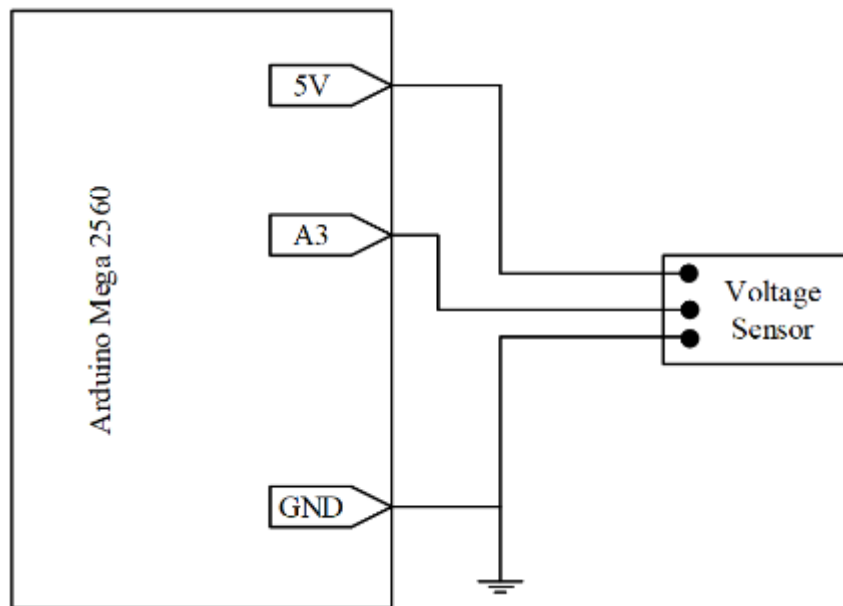 5V
A3
Arduino Mega 2560
Voltage
Sensor
GND